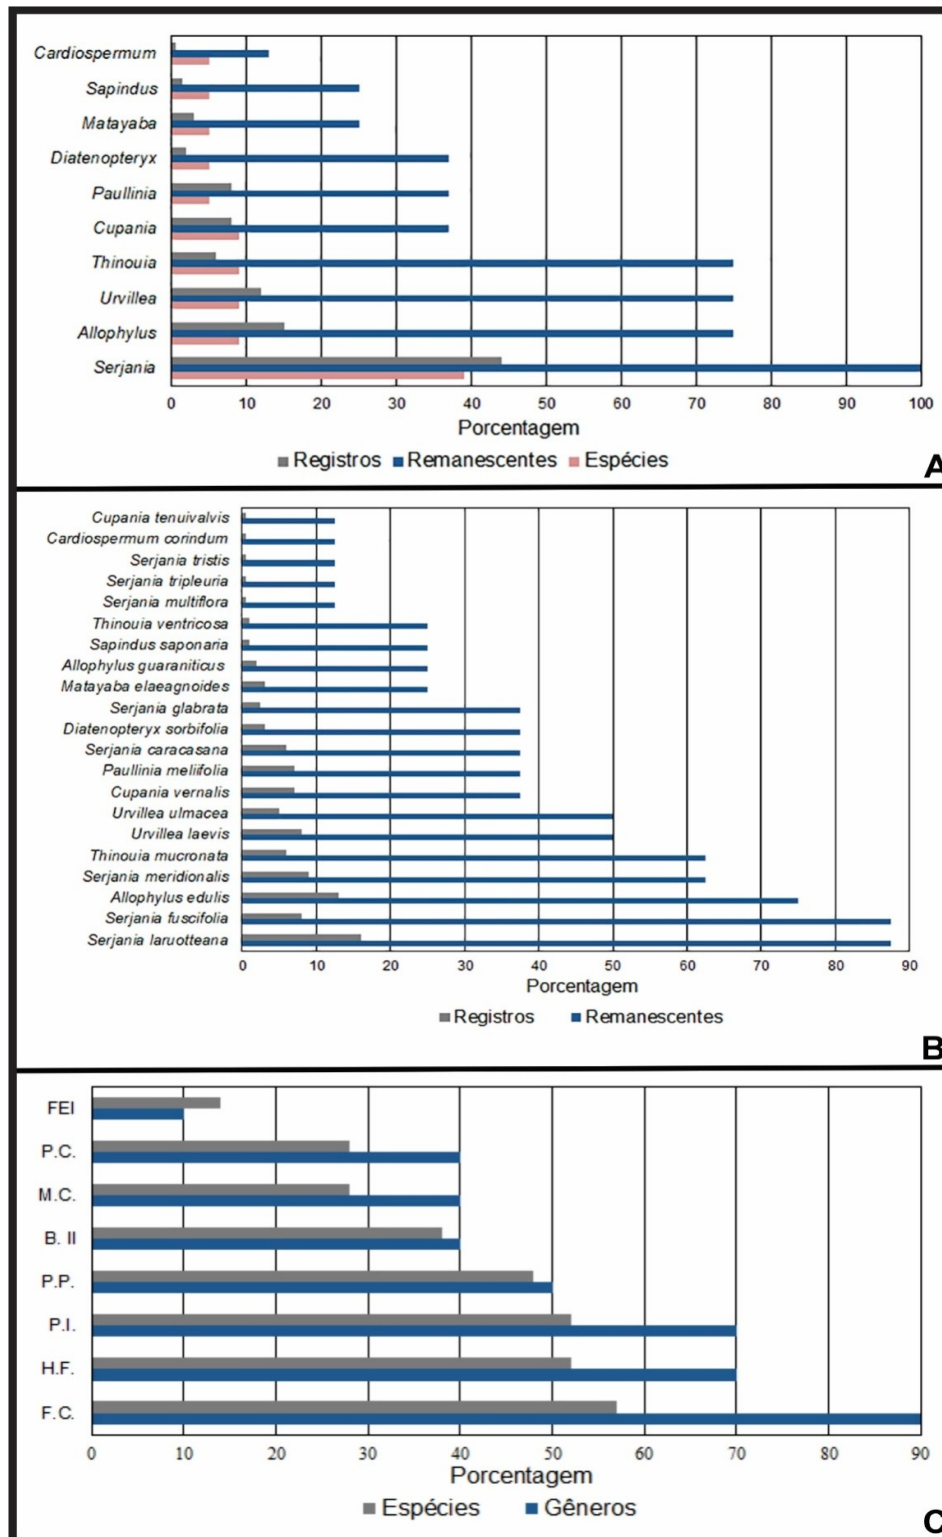 Cardiospermum
Sapindus
Matayaba
Diatenopteryx
Paullinia
Cupania
Thinouia
Urvillea
Allophylus
Serjania
0 10 20 30 40 50 60 70 80 90 100
Porcentagem
Registros Remanescentes Espécies
A
Cupania tenuivalvis
Cardiospermum corindum
Serjania tristis
Serjania tripleuria
Serjania multiflora
Thinouia ventricosa
Sapindus saponaria
Allophylus guaraniticus
Matayaba elaeagnoides
Serjania glabrata
Diatenopteryx sorbifolia
Serjania caracasana
Paullinia meliifolia
Cupania vernalis
Urvillea ulmacea
Urvillea laevis
Thinouia mucronata
Serjania meridionalis
Allophylus edulis
Serjania fuscifolia
Serjania laruotteana
0 10 20 30 40 50 60 70 80 90
Porcentagem
Registros Remanescentes
B
FEI
P.C.
M.C.
B. II
P.P.
P.I.
H.F.
F.C.
0 10 20 30 40 50 60 70 80 90
Porcentagem
Espécies Gêneros
C